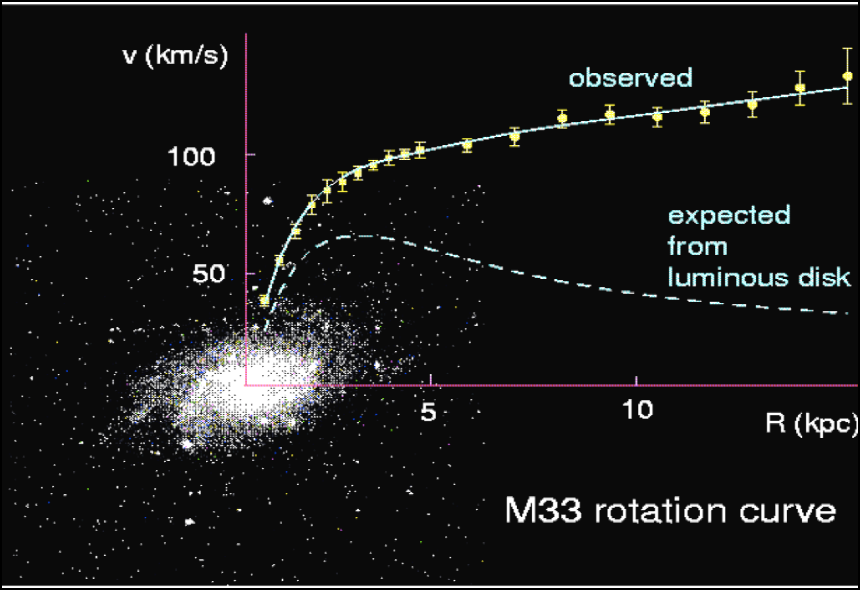 v (km/s)
observed
100
expected
from
luminous disk
50
5
10
R (kpc)
M33 rotation curve